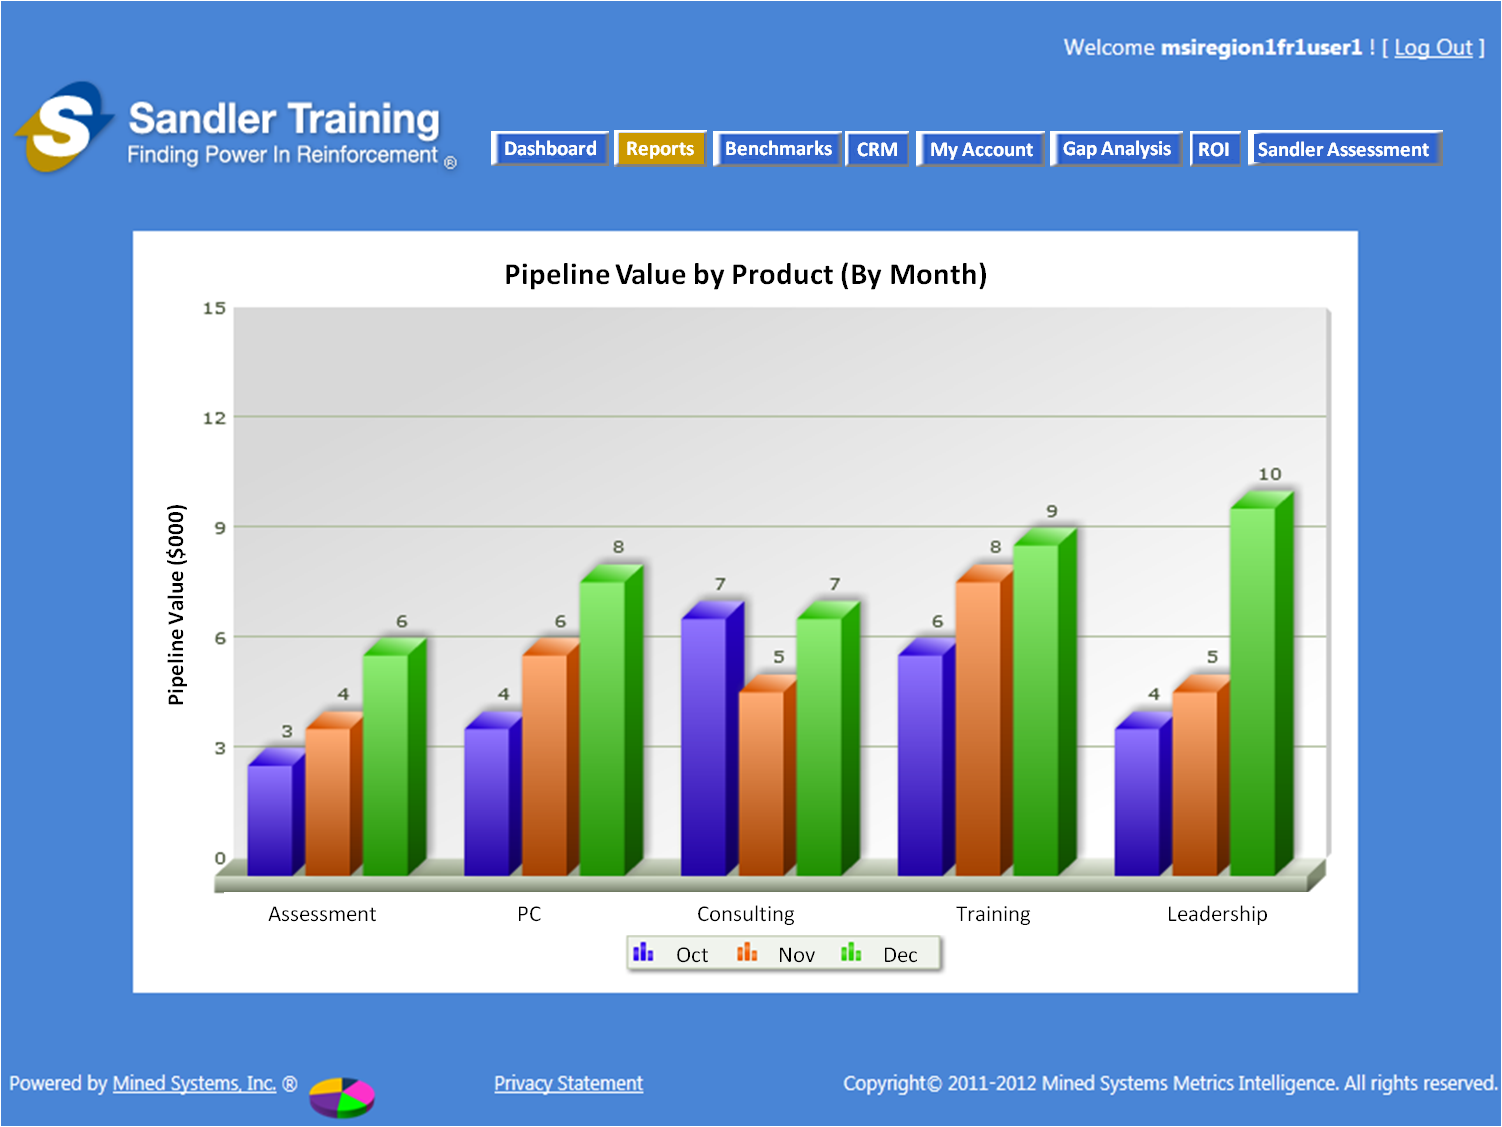 Welcome msiregion1fr1user1 ! [ Log Out ]
S
Sandler Training
Finding Power In Reinforcement ®
Dashboard Reports Benchmarks CRM My Account Gap Analysis ROI Sandler Assessment
Pipeline Value by Product (By Month)
Pipeline Value ($000)
15
12
9
6
3
0
3 4 6
4 6 8
7 5 7
6 8 9
4 5 10
Assessment PC Consulting Training Leadership
Oct Nov Dec
Powered by Mined Systems, Inc. ® Privacy Statement Copyright© 2011-2012 Mined Systems Metrics Intelligence. All rights reserved.